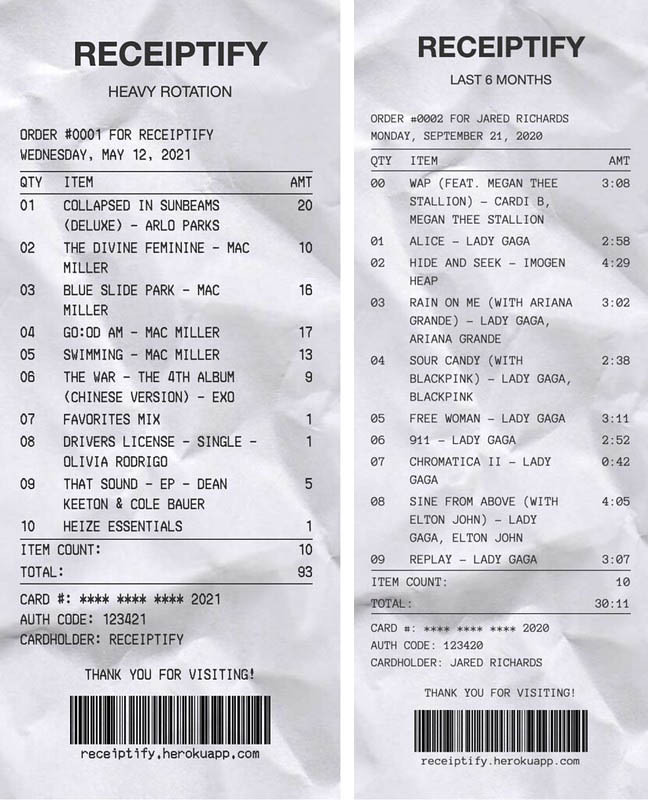 RECEIPTIFY
HEAVY ROTATION
ORDER #0001 FOR RECEIPTIFY
WEDNESDAY, MAY 12, 2021
QTY ITEM AMT
01 COLLAPSED IN SUNBEAMS 20
(DELUXE) - ARLO PARKS
02 THE DIVINE FEMININE - MAC 10
MILLER
03 BLUE SLIDE PARK - MAC 16
MILLER
04 GO:OD AM - MAC MILLER 17
05 SWIMMING - MAC MILLER 13
06 THE WAR - THE 4TH ALBUM 9
(CHINESE VERSION) - EXO
07 FAVORITES MIX 1
08 DRIVERS LICENSE - SINGLE - 1
OLIVIA RODRIGO
09 THAT SOUND - EP - DEAN 5
KEETON & COLE BAUER
10 HEIZE ESSENTIALS 1
ITEM COUNT: 10
TOTAL: 93
CARD #: **** **** **** 2021
AUTH CODE: 123421
CARDHOLDER: RECEIPTIFY
THANK YOU FOR VISITING!
receiptify.herokuapp.com
RECEIPTIFY
LAST 6 MONTHS
ORDER #0002 FOR JARED RICHARDS
MONDAY, SEPTEMBER 21, 2020
QTY ITEM AMT
00 WAP (FEAT. MEGAN THEE 3:08
STALLION) - CARDI B,
MEGAN THEE STALLION
01 ALICE - LADY GAGA 2:58
02 HIDE AND SEEK - IMOGEN 4:29
HEAP
03 RAIN ON ME (WITH ARIANA 3:02
GRANDE) - LADY GAGA,
ARIANA GRANDE
04 SOUR CANDY (WITH 2:38
BLACKPINK) - LADY GAGA,
BLACKPINK
05 FREE WOMAN - LADY GAGA 3:11
06 911 - LADY GAGA 2:52
07 CHROMATICA II - LADY 0:42
GAGA
08 SINE FROM ABOVE (WITH 4:05
ELTON JOHN) - LADY
GAGA, ELTON JOHN
09 REPLAY - LADY GAGA 3:07
ITEM COUNT: 10
TOTAL: 30:11
CARD #: **** **** **** 2020
AUTH CODE: 123420
CARDHOLDER: JARED RICHARDS
THANK YOU FOR VISITING!
receiptify.herokuapp.com